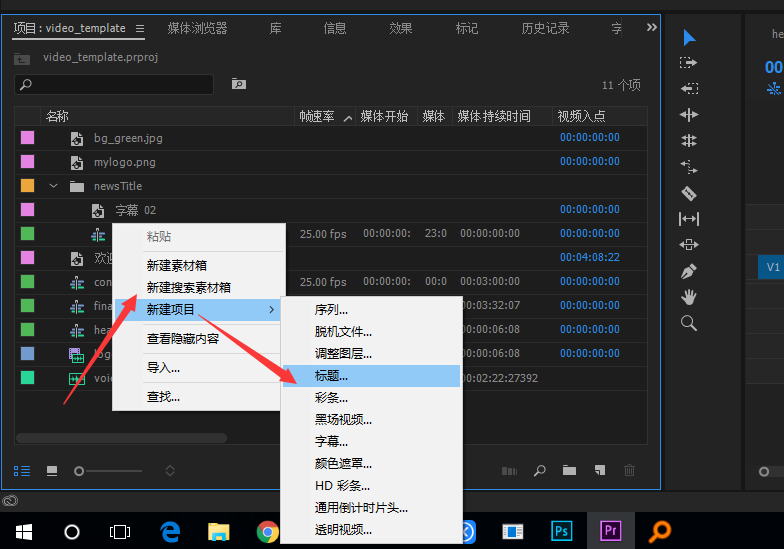 项目: video_template 媒体浏览器 库 信息 效果 标记 历史记录 字
he
video_template.prproj
00
11 个项
名称 帧速率 媒体开始 媒体 媒体持续时间 视频入点
bg_green.jpg 00:00:00:00
mylogo.png 00:00:00:00
newsTitle
字幕 02 00:00:00:00
25.00 fps 00:00:00: 23:0 00:00:00:00 00:00:00:00
欢迎 00:04:08:22
con 25.00 fps 00:00:00: 00:0 00:03:00:00 00:00:00:00
fina 00:03:32:07 00:00:00:00
hea 00:00:06:08 00:00:00:00
log 00:00:06:08 00:00:00:00
voic 00:02:22:27392
V1
粘贴
新建素材箱
新建搜索素材箱
新建项目
查看隐藏内容
导入...
查找...
序列...
脱机文件...
调整图层...
标题...
彩条...
黑场视频...
字幕...
颜色遮罩...
HD 彩条...
通用倒计时片头...
透明视频...
Ps
Pr